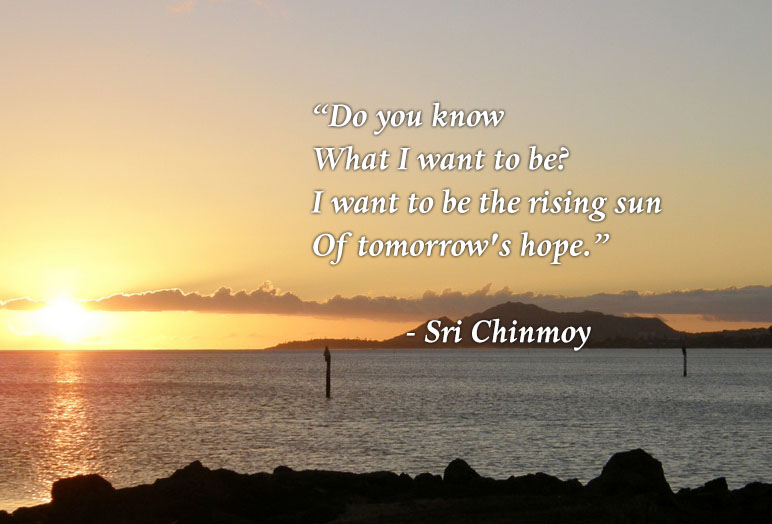 “Do you know
What I want to be?
I want to be the rising sun
Of tomorrow's hope.”
- Sri Chinmoy